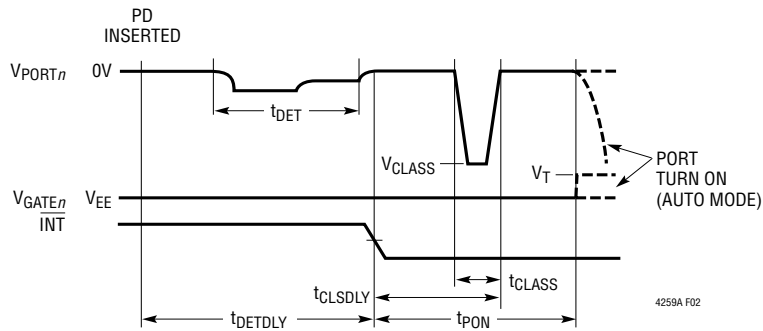 PD
INSERTED
VPORTn 0V
tDET
VCLASS
VT
PORT
TURN ON
(AUTO MODE)
VGATEn VEE
INT
tCLASS
tCLSDLY
4259A F02
tDETDLY
tPON